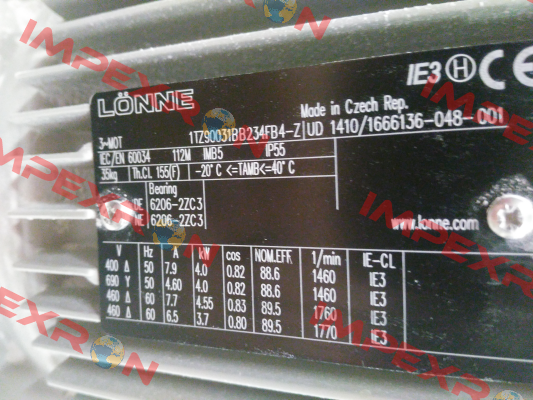 LÖNNE
IE3 H CE
Made in Czech Rep.
3~MOT 1TZ90031BB234FB4-Z UD 1410/1666136-048-001
IEC/EN 60034 112M IMB5 IP55
35kg Th.CL 155(F) -20°C <=TAMB<=40°C
Bearing
DE 6206-2ZC3
NE 6206-2ZC3
www.lonne.com
V Hz A kW cos NOM.EFF 1/min IE-CL
400 Δ 50 7.9 4.0 0.82 88.6 1460 IE3
690 Y 50 4.60 4.0 0.82 88.6 1460 IE3
460 Δ 60 7.7 4.55 0.83 89.5 1760 IE3
460 Δ 60 6.5 3.7 0.80 89.5 1770 IE3
IMPEXRON
IMPEXRON
IMPEXRON
IMPEXRON
IMPEXRON